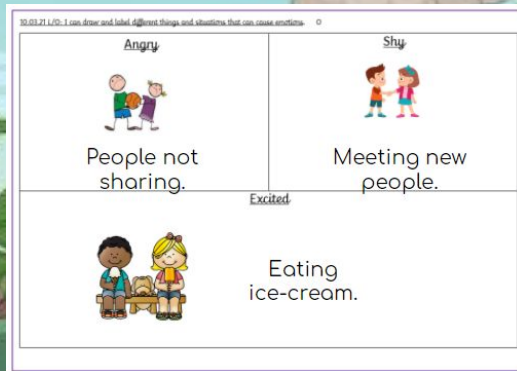 10.03.21 L/O: I can draw and label different things and situations that can cause emotions. O
Angry
Shy
People not
sharing.
Meeting new
people.
Excited
Eating
ice-cream.